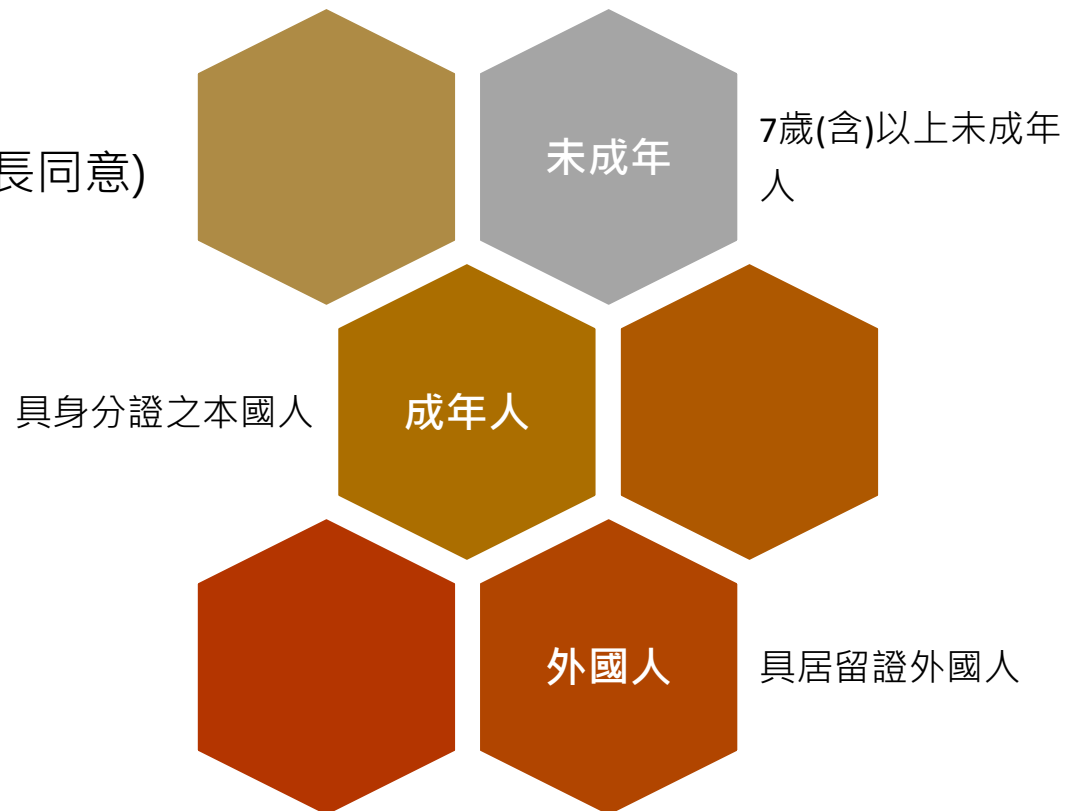 未成年
7歲(含)以上未成年
人
長同意)
具身分證之本國人
成年人
外國人
具居留證外國人